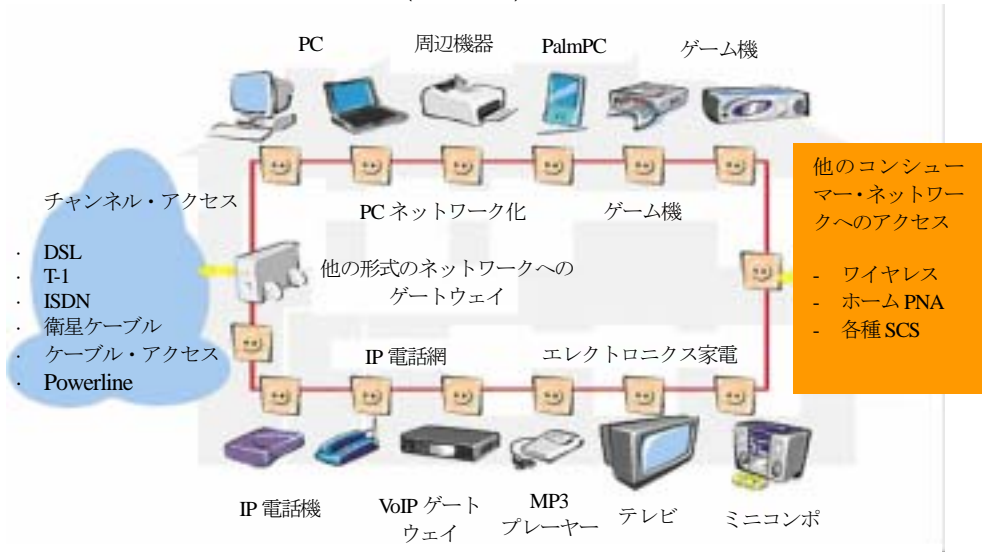 PC
周辺機器
PalmPC
ゲーム機
チャンネル・アクセス
· DSL
· T-1
· ISDN
· 衛星ケーブル
· ケーブル・アクセス
· Powerline
PC ネットワーク化
ゲーム機
他の形式のネットワークへの
ゲートウェイ
IP 電話網
エレクトロニクス家電
他のコンシュー
マー・ネットワー
クへのアクセス
- ワイヤレス
- ホーム PNA
- 各種 SCS
IP 電話機
VoIP ゲート
ウェイ
MP3
プレーヤー
テレビ
ミニコンポ